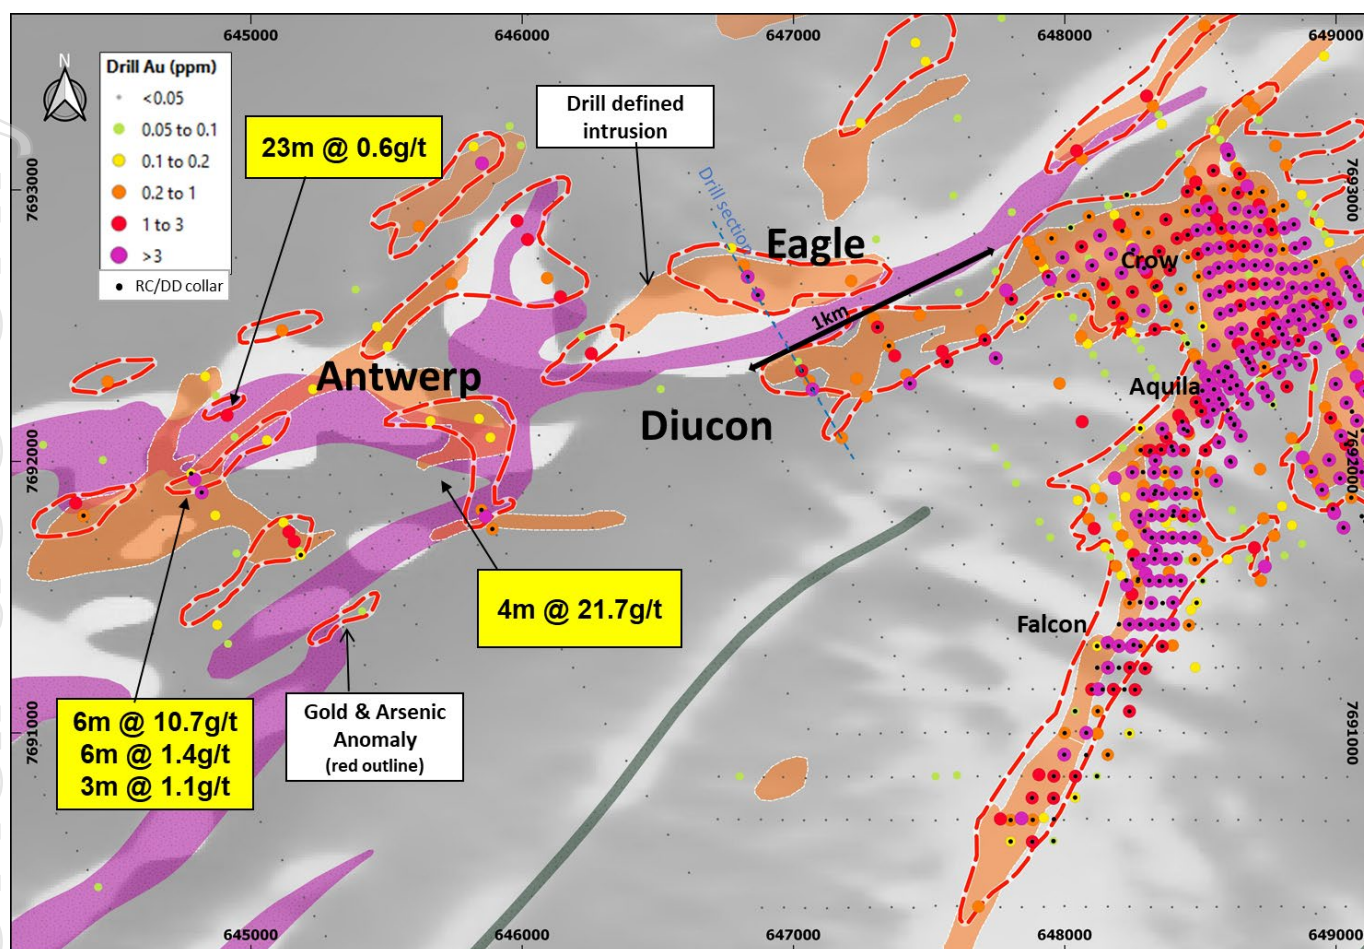 645000
646000
647000
648000
649000
N
Drill Au (ppm)
<0.05
0.05 to 0.1
0.1 to 0.2
0.2 to 1
1 to 3
>3
RC/DD collar
23m @ 0.6g/t
Drill defined
intrusion
7693000
7693000
Drill section
Eagle
Crow
1km
Antwerp
Aquila
Diucon
7692000
7692000
4m @ 21.7g/t
Falcon
6m @ 10.7g/t
6m @ 1.4g/t
3m @ 1.1g/t
Gold & Arsenic
Anomaly
(red outline)
7691000
7691000
645000
646000
647000
648000
649000